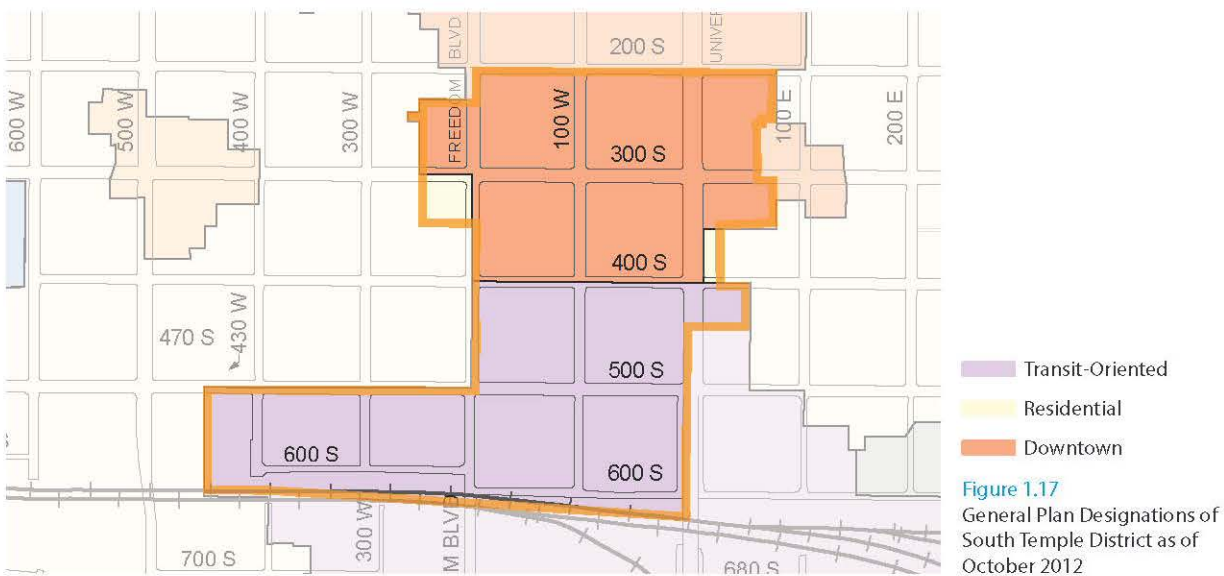 BLVD
UNIVER
200 S
600 W
500 W
400 W
300 W
FREEDOM
100 W
100 E
200 E
300 S
400 S
470 S
430 W
500 S
600 S
600 S
700 S
300 W
M BLVD
680 S
Transit-Oriented
Residential
Downtown
Figure 1.17
General Plan Designations of
South Temple District as of
October 2012